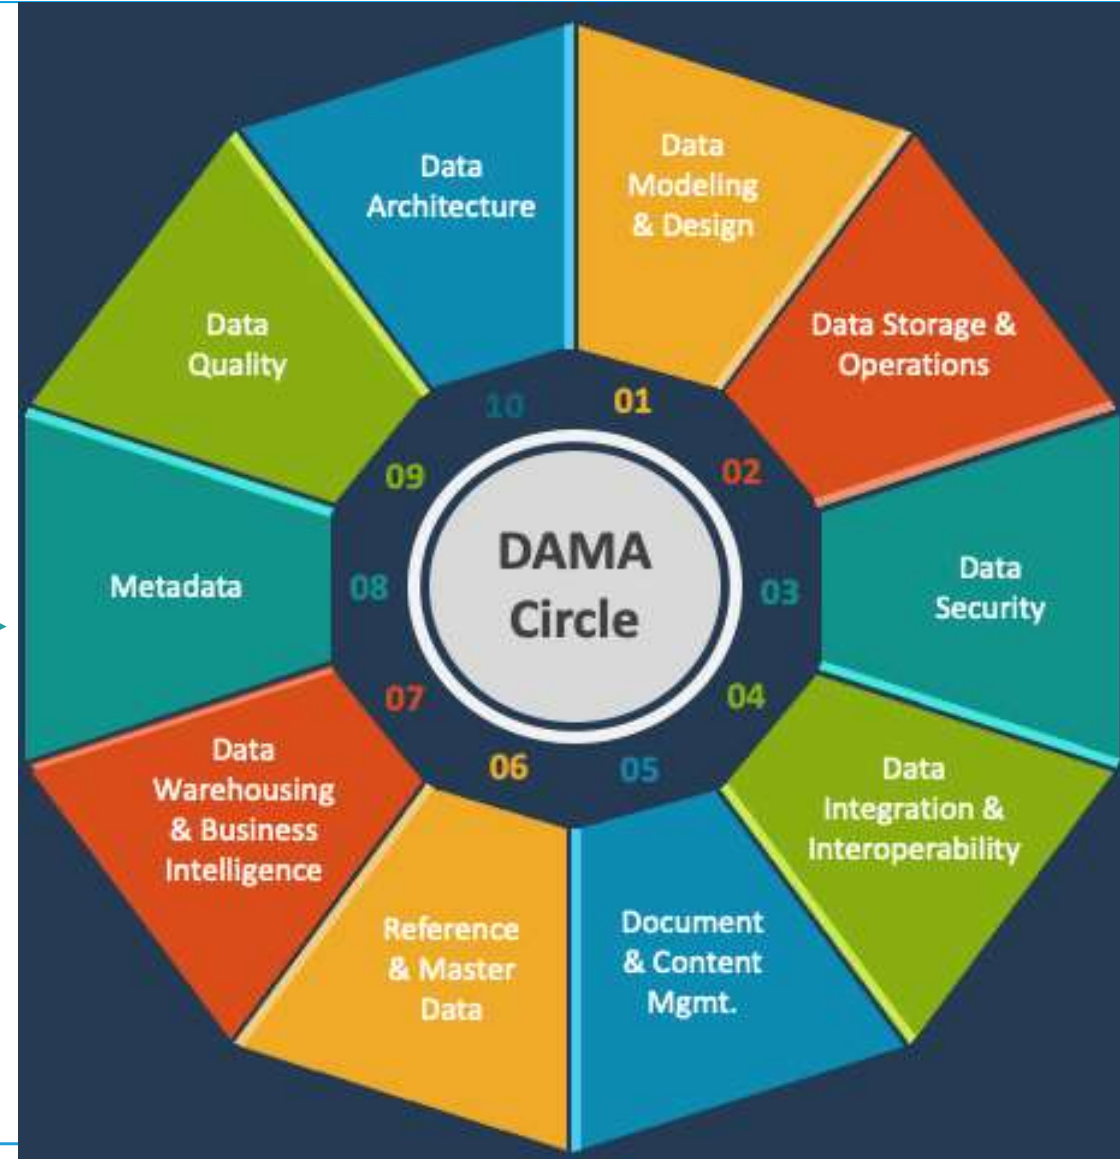 Data
Modeling
& Design
Data Storage &
Operations
Data
Security
Data
Integration &
Interoperability
Document
& Content
Mgmt.
Reference
& Master
Data
Data
Warehousing
& Business
Intelligence
Metadata
Data
Quality
Data
Architecture
01
02
03
04
05
06
07
08
09
10
DAMA
Circle